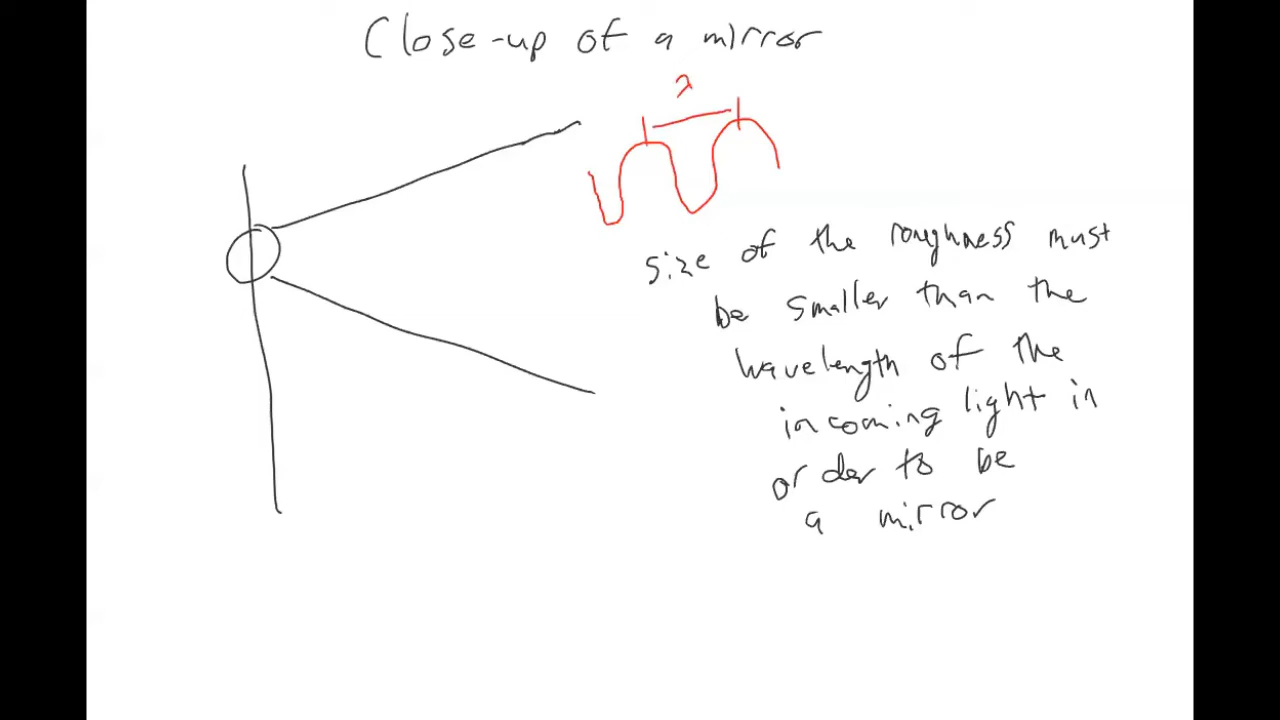 Close-up of a mirror
λ
size of the roughness must
be smaller than the
wavelength of the
incoming light in
order to be
a mirror